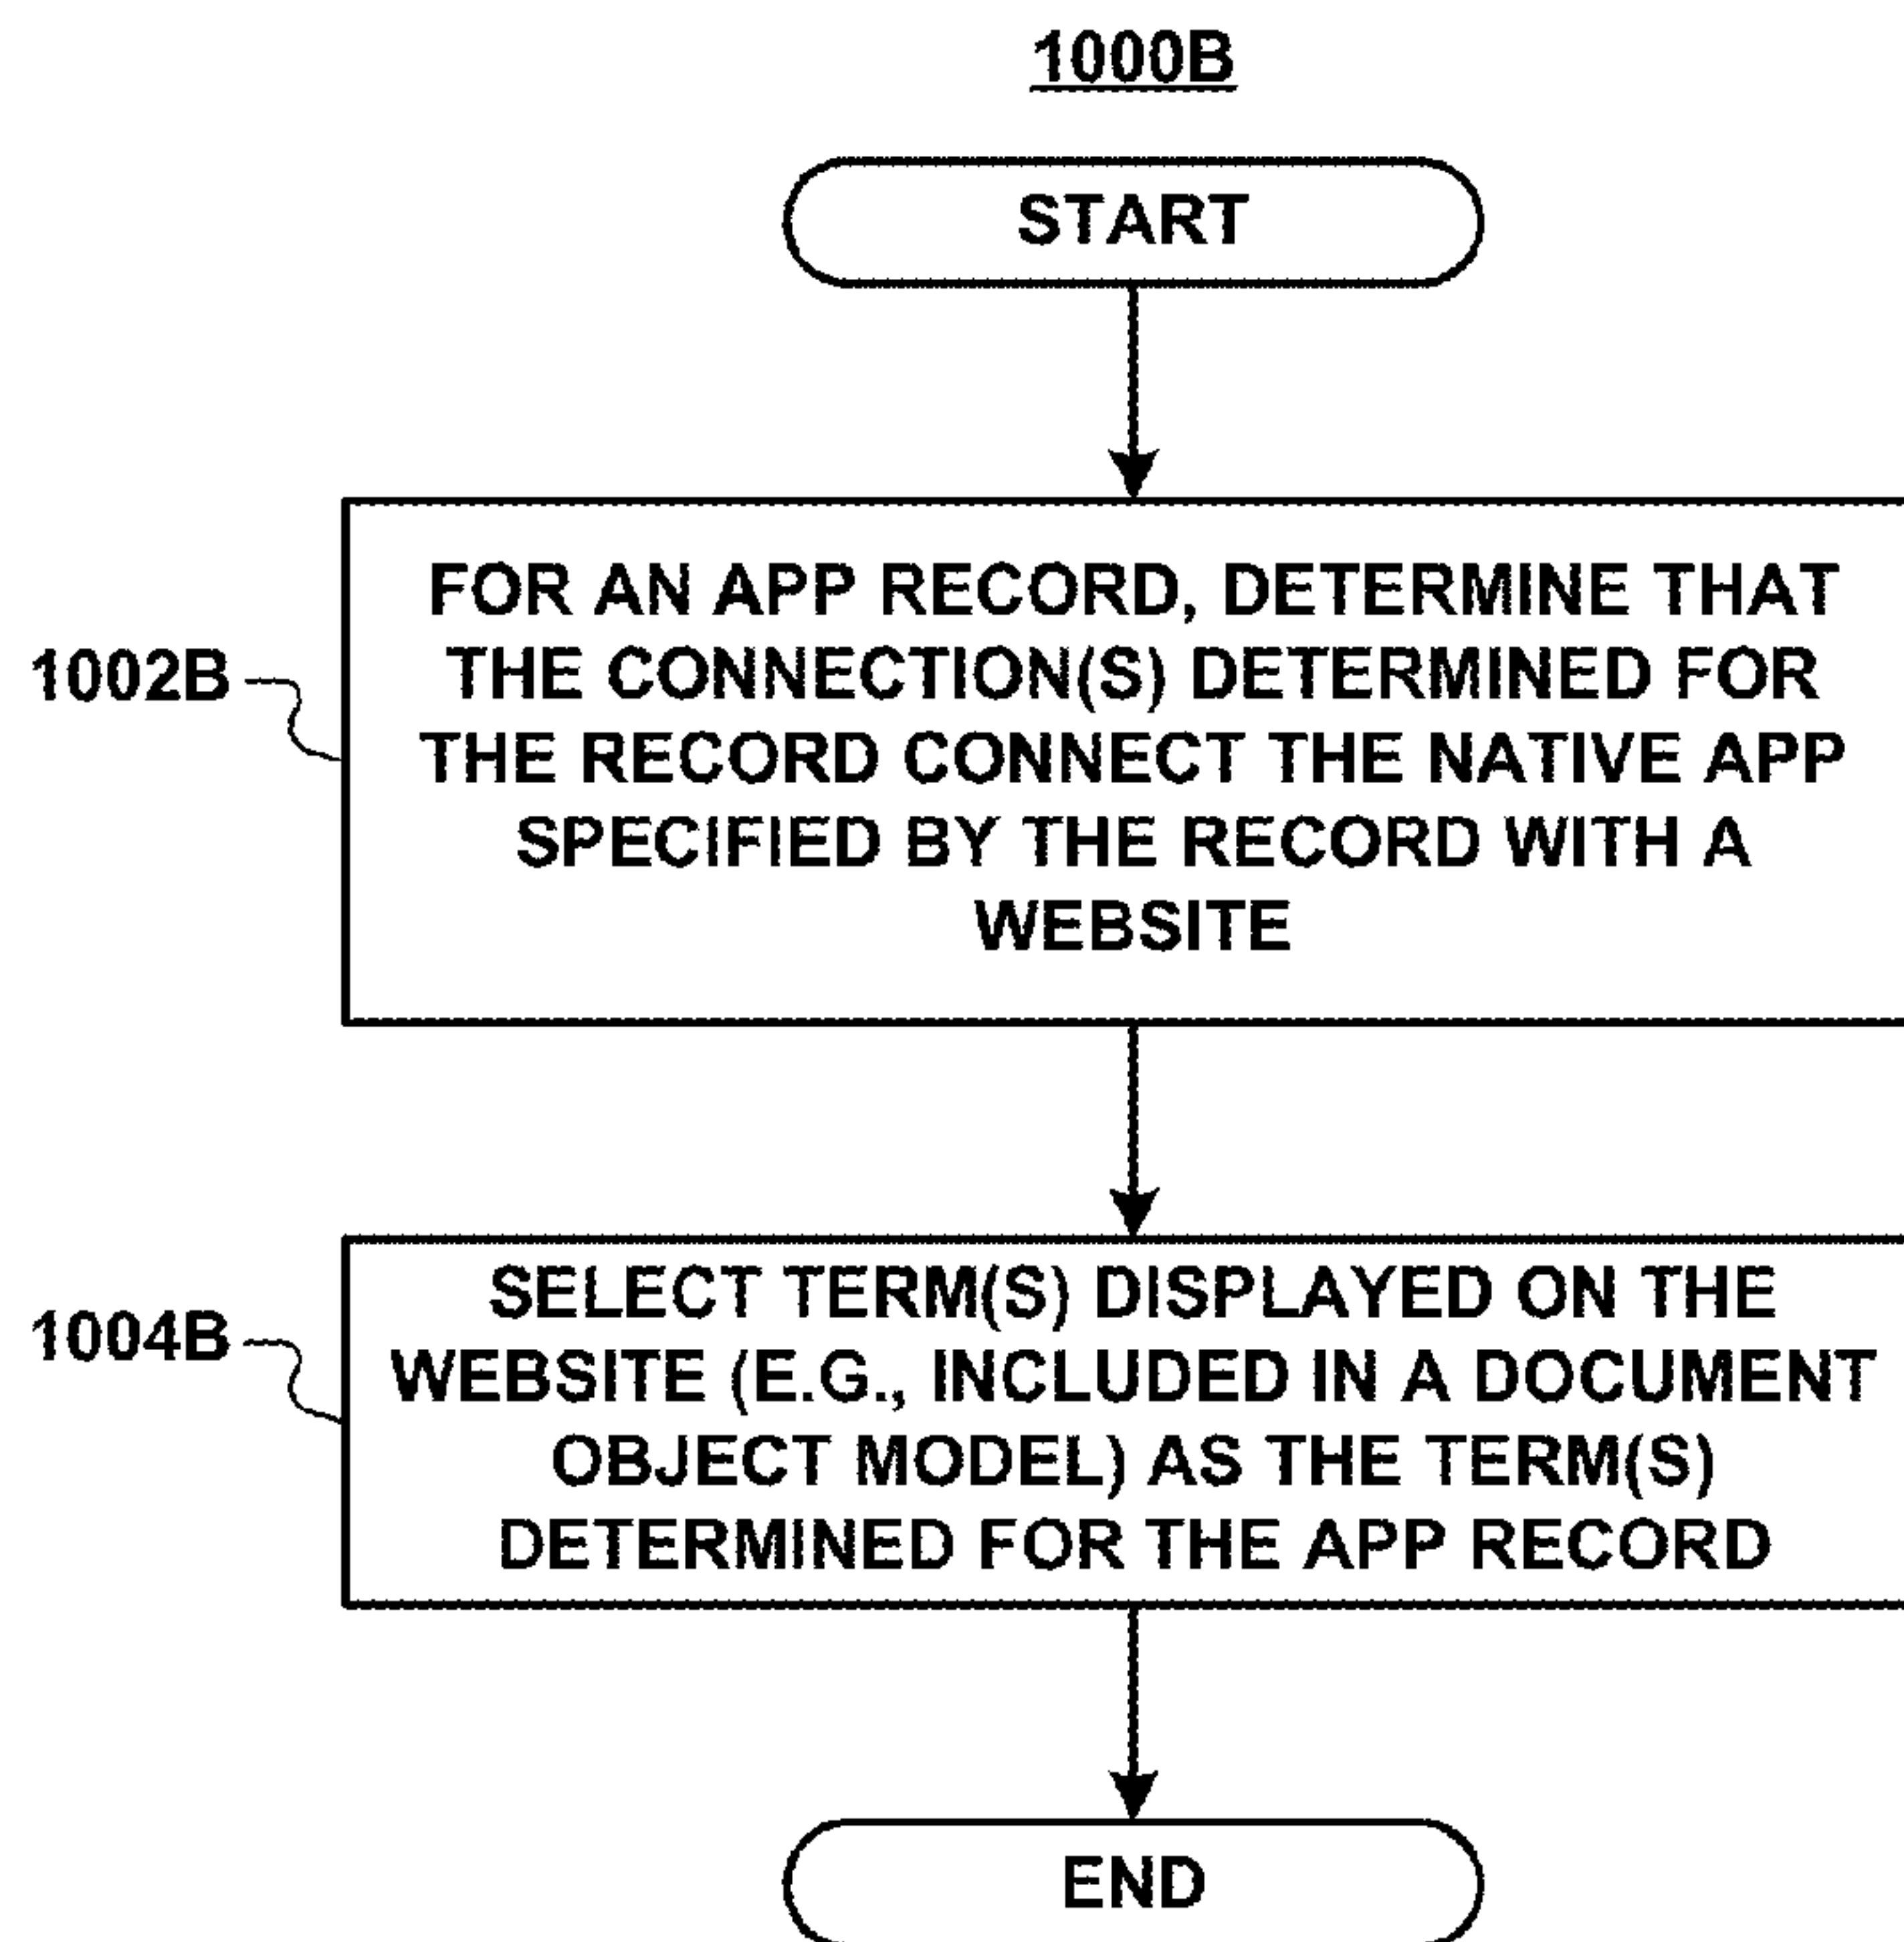 1000B
START
1002B
FOR AN APP RECORD, DETERMINE THAT
THE CONNECTION(S) DETERMINED FOR
THE RECORD CONNECT THE NATIVE APP
SPECIFIED BY THE RECORD WITH A
WEBSITE
1004B
SELECT TERM(S) DISPLAYED ON THE
WEBSITE (E.G., INCLUDED IN A DOCUMENT
OBJECT MODEL) AS THE TERM(S)
DETERMINED FOR THE APP RECORD
END